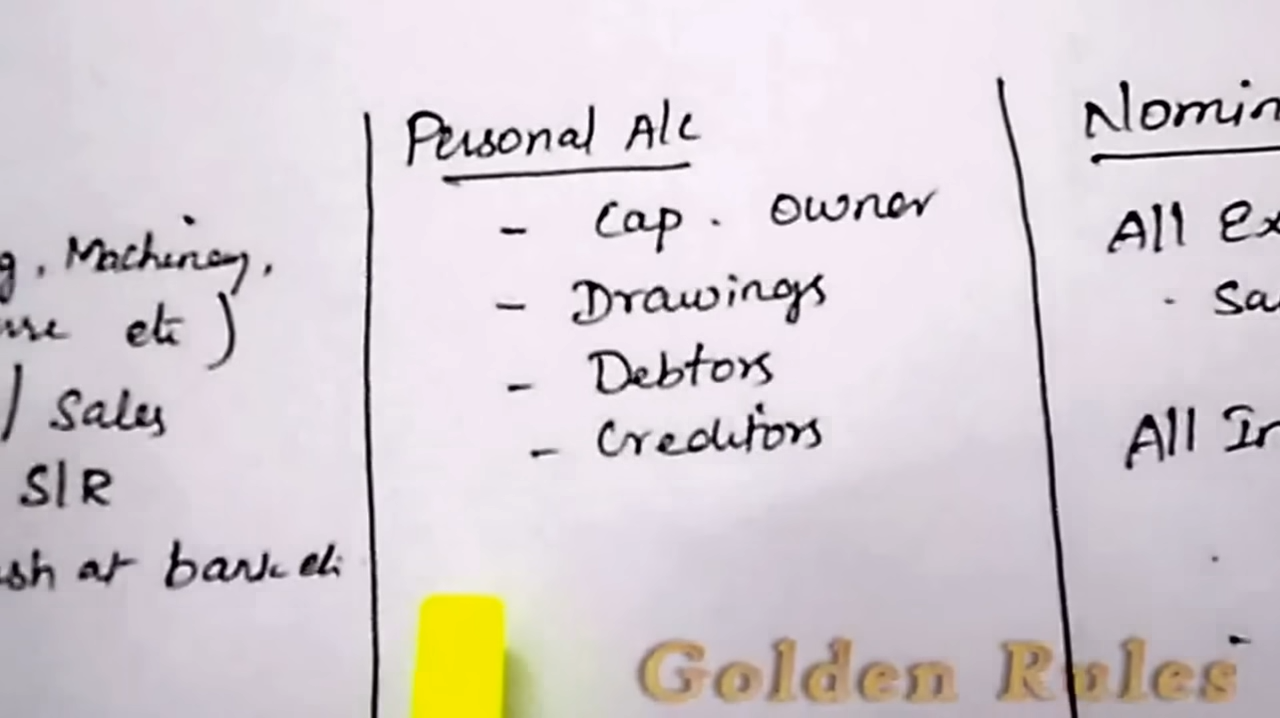 g, Machinery,
etc )
) Sales
S/R
sh at bank etc
Personal A/c
- Cap. owner
- Drawings
- Debtors
- Creditors
Nomin
All Ex
. Sa
All In
Golden Rules